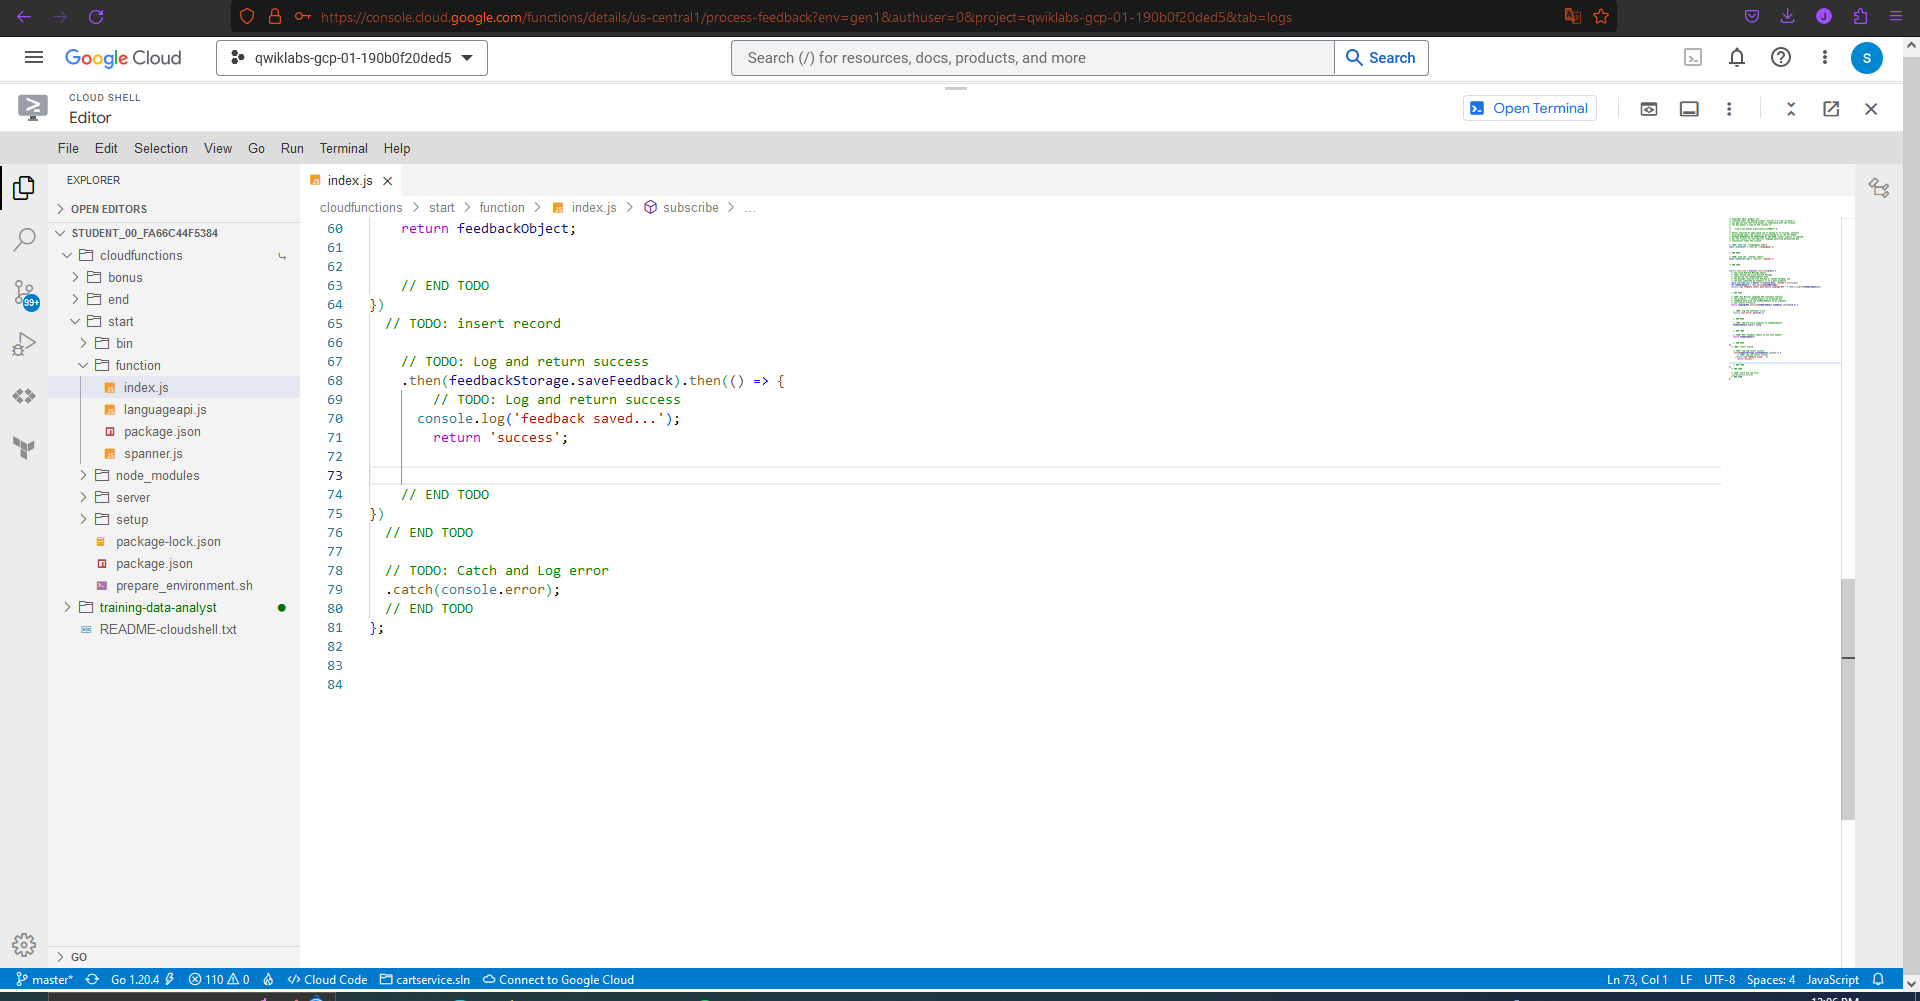 https://console.cloud.google.com/functions/details/us-central1/process-feedback?env=gen1&authuser=0&project=qwiklabs-gcp-01-190b0f20ded5&tab=logs
Google Cloud
qwiklabs-gcp-01-190b0f20ded5
Search (/) for resources, docs, products, and more
Search
S
CLOUD SHELL
Editor
Open Terminal
File Edit Selection View Go Run Terminal Help
EXPLORER
OPEN EDITORS
STUDENT_00_FA66C44F5384
cloudfunctions
bonus
end
start
bin
function
index.js
languageapi.js
package.json
spanner.js
node_modules
server
setup
package-lock.json
package.json
prepare_environment.sh
training-data-analyst
README-cloudshell.txt
GO
99+
index.js
cloudfunctions > start > function > index.js > subscribe > ...
60 return feedbackObject;
61
62
63 // END TODO
64 })
65 // TODO: insert record
66
67 // TODO: Log and return success
68 .then(feedbackStorage.saveFeedback).then(() => {
69 // TODO: Log and return success
70 console.log('feedback saved...');
71 return 'success';
72
73
74 // END TODO
75 })
76 // END TODO
77
78 // TODO: Catch and Log error
79 .catch(console.error);
80 // END TODO
81 };
82
83
84
master* Go 1.20.4 110 0 Cloud Code cartservice.sln Connect to Google Cloud
Ln 73, Col 1 LF UTF-8 Spaces: 4 JavaScript